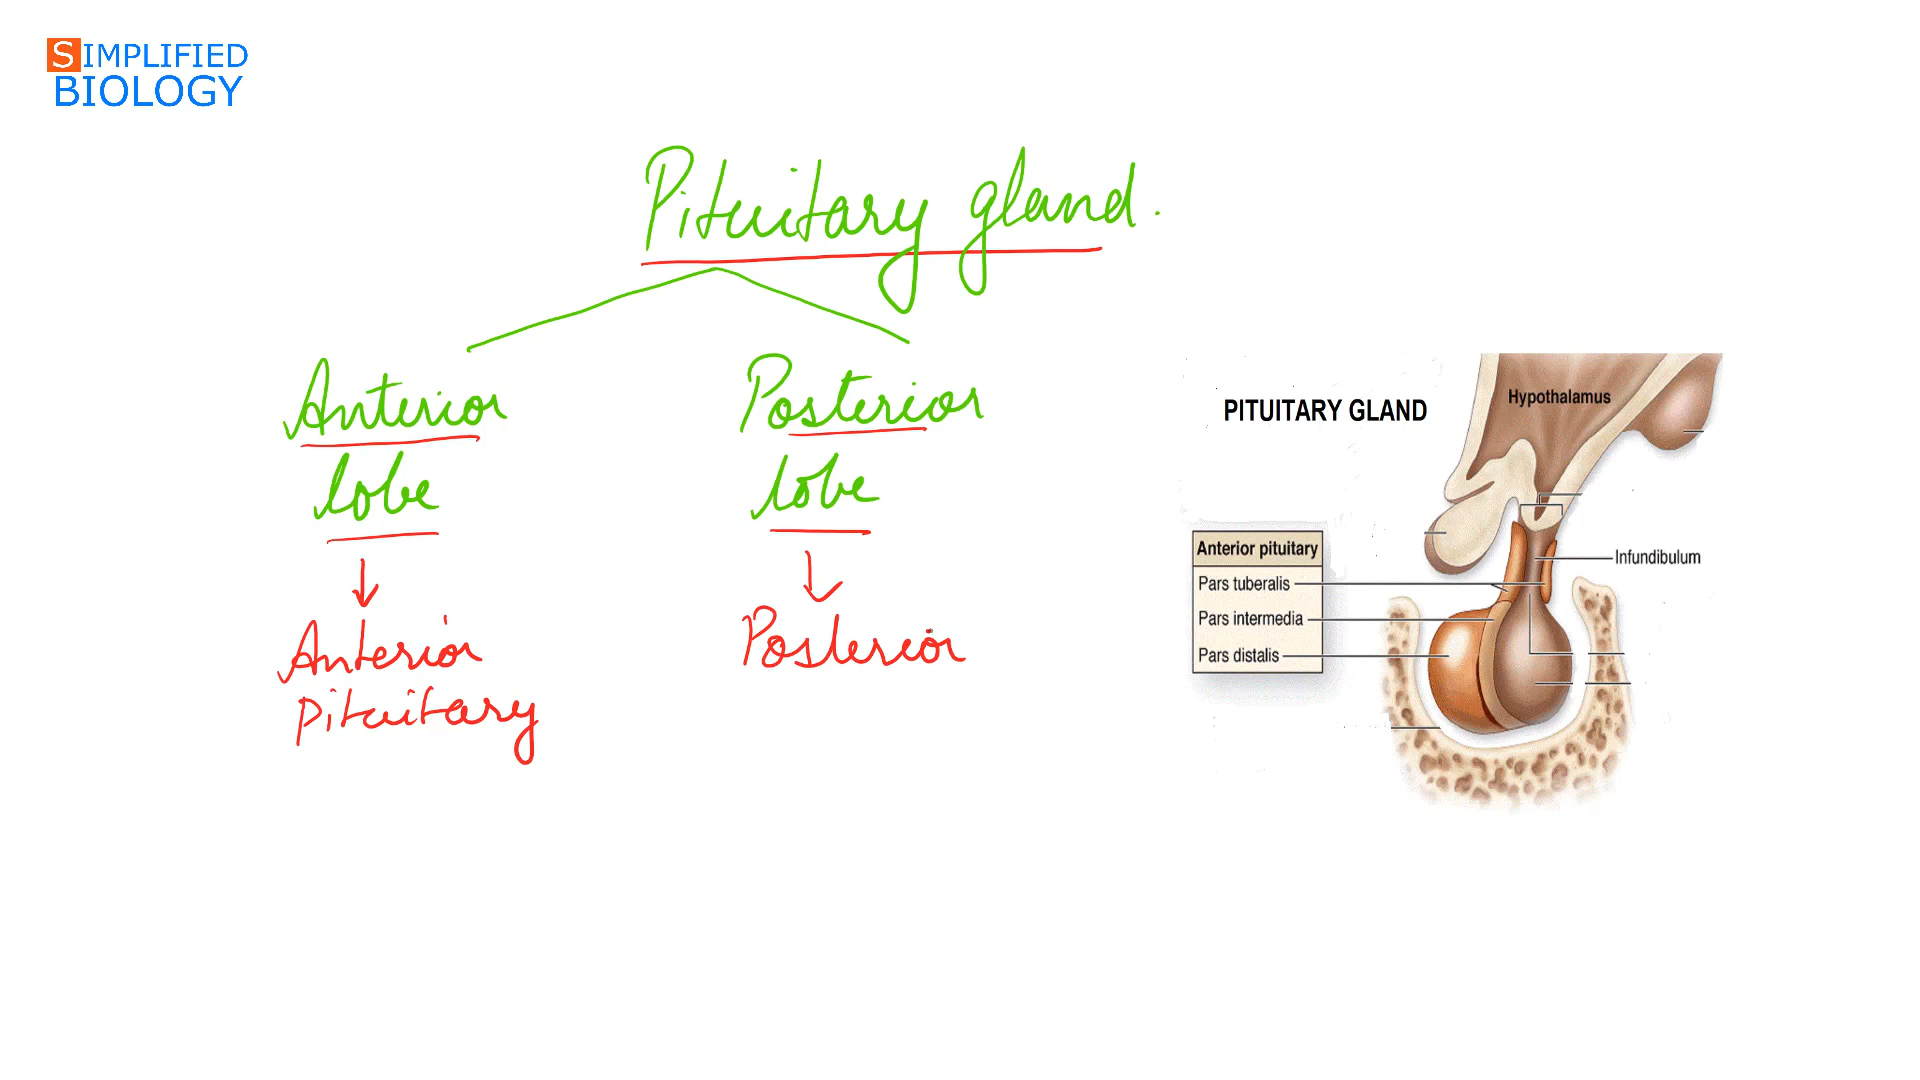 SIMPLIFIED
BIOLOGY
Pituitary gland.
Anterior
lobe
Posterior
lobe
Anterior
pituitary
Posterior
PITUITARY GLAND
Hypothalamus
Infundibulum
Anterior pituitary
Pars tuberalis
Pars intermedia
Pars distalis